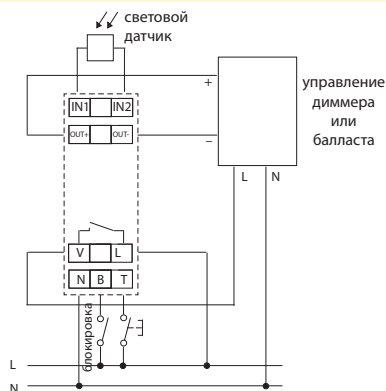 световой
датчик
+
IN1 IN2
управление
диммера
или
балласта
OUT+ OUT-
–
L N
V L
N B T
блокировка
L
N